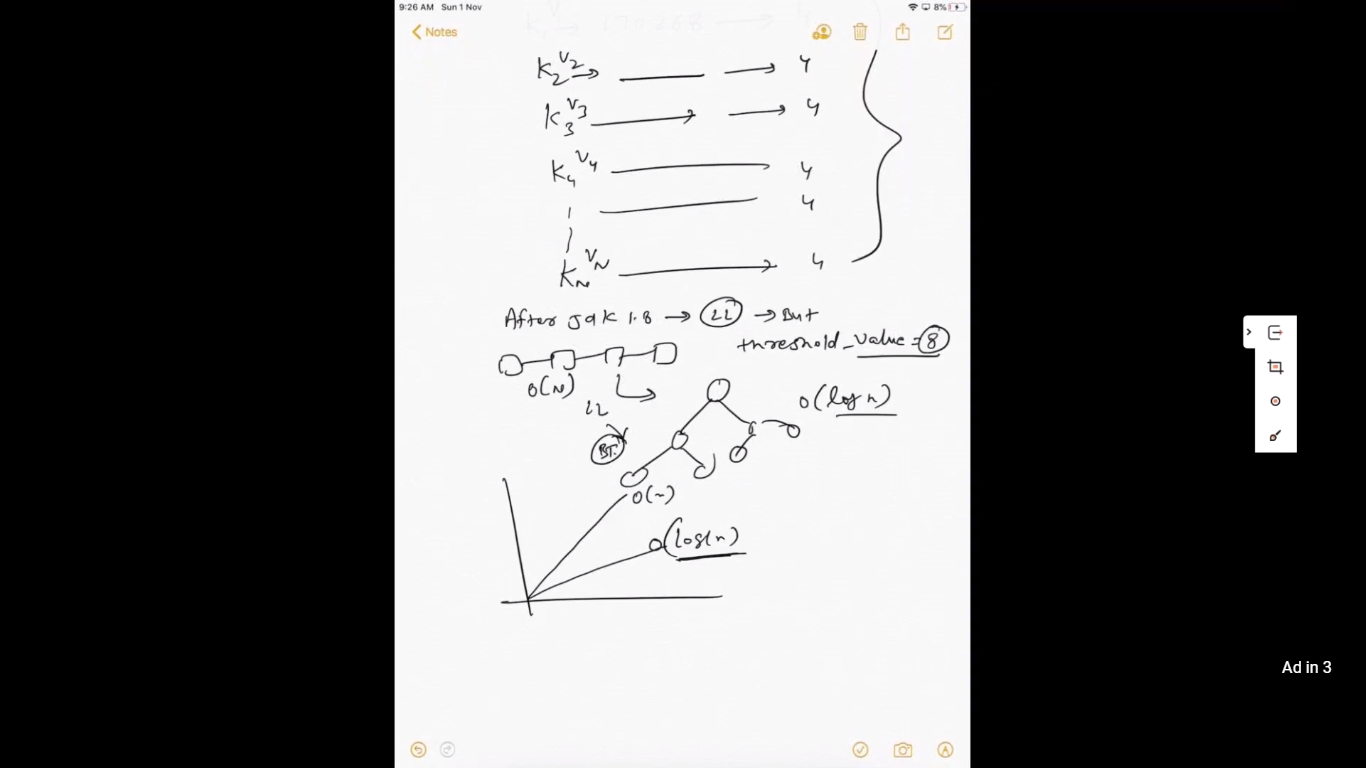 9:26 AM Sun 1 Nov
8%
Notes
K2 V2 → 4
K3 V3 → 4
K4 V4 4
4
KN VN → 4
After Jdk 1.8 → LL → But
threshold_value = 8
O(N)
LL
BT
O(log n)
O(n)
O(log(n)
Ad in 3